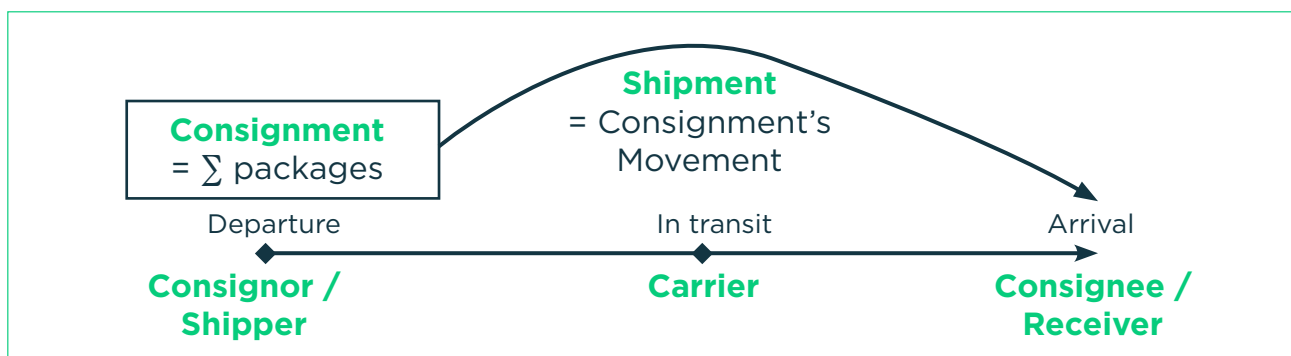 Shipment
= Consignment’s
Movement
Consignment
= ∑ packages
Departure
In transit
Arrival
Consignor /
Shipper
Carrier
Consignee /
Receiver